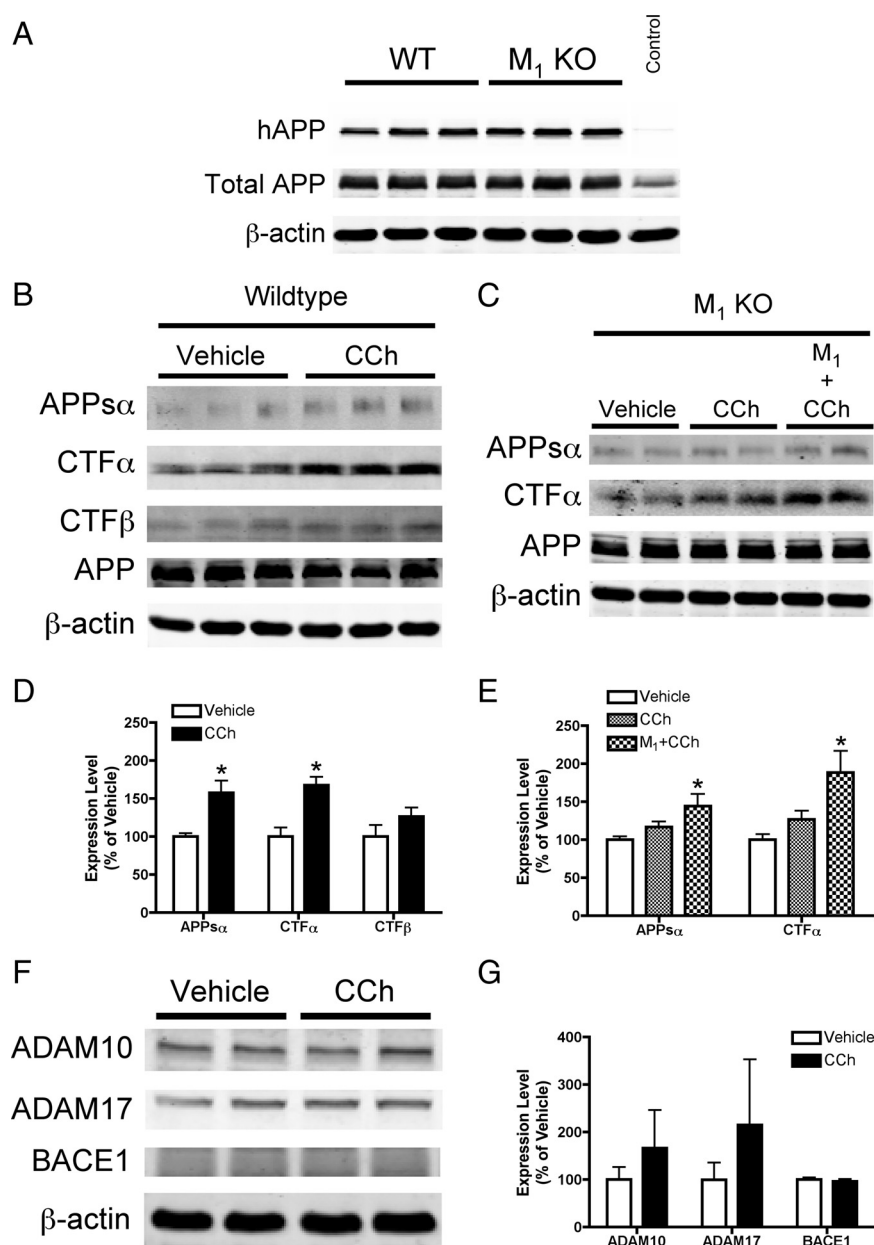 A
WT M₁ KO Control
hAPP
Total APP
β-actin
B
Wildtype
Vehicle CCh
APPsα
CTFα
CTFβ
APP
β-actin
C
M₁ KO
Vehicle CCh M₁ + CCh
APPsα
CTFα
APP
β-actin
D
Vehicle
CCh
Expression Level
(% of Vehicle)
250
200
150
100
50
0
* *
APPsα CTFα CTFβ
E
Vehicle
CCh
M₁+CCh
Expression Level
(% of Vehicle)
250
200
150
100
50
0
* *
APPsα CTFα
F
Vehicle CCh
ADAM10
ADAM17
BACE1
β-actin
G
Vehicle
CCh
Expression Level
(% of Vehicle)
400
300
200
100
0
ADAM10 ADAM17 BACE1